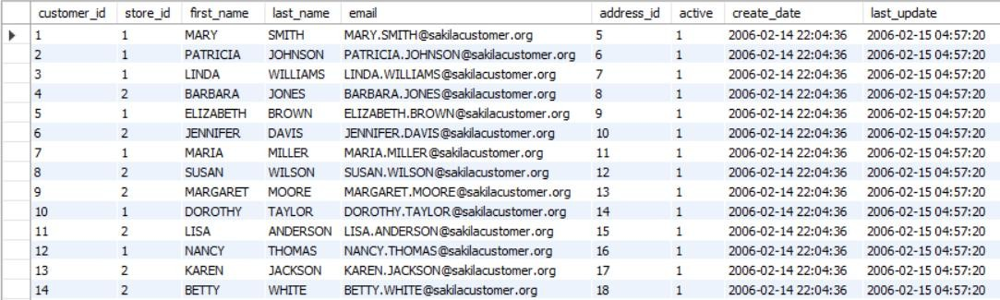 customer_id store_id first_name last_name email address_id active create_date last_update
1 1 MARY SMITH MARY.SMITH@sakilacustomer.org 5 1 2006-02-14 22:04:36 2006-02-15 04:57:20
2 1 PATRICIA JOHNSON PATRICIA.JOHNSON@sakilacustomer.org 6 1 2006-02-14 22:04:36 2006-02-15 04:57:20
3 1 LINDA WILLIAMS LINDA.WILLIAMS@sakilacustomer.org 7 1 2006-02-14 22:04:36 2006-02-15 04:57:20
4 2 BARBARA JONES BARBARA.JONES@sakilacustomer.org 8 1 2006-02-14 22:04:36 2006-02-15 04:57:20
5 1 ELIZABETH BROWN ELIZABETH.BROWN@sakilacustomer.org 9 1 2006-02-14 22:04:36 2006-02-15 04:57:20
6 2 JENNIFER DAVIS JENNIFER.DAVIS@sakilacustomer.org 10 1 2006-02-14 22:04:36 2006-02-15 04:57:20
7 1 MARIA MILLER MARIA.MILLER@sakilacustomer.org 11 1 2006-02-14 22:04:36 2006-02-15 04:57:20
8 2 SUSAN WILSON SUSAN.WILSON@sakilacustomer.org 12 1 2006-02-14 22:04:36 2006-02-15 04:57:20
9 2 MARGARET MOORE MARGARET.MOORE@sakilacustomer.org 13 1 2006-02-14 22:04:36 2006-02-15 04:57:20
10 1 DOROTHY TAYLOR DOROTHY.TAYLOR@sakilacustomer.org 14 1 2006-02-14 22:04:36 2006-02-15 04:57:20
11 2 LISA ANDERSON LISA.ANDERSON@sakilacustomer.org 15 1 2006-02-14 22:04:36 2006-02-15 04:57:20
12 1 NANCY THOMAS NANCY.THOMAS@sakilacustomer.org 16 1 2006-02-14 22:04:36 2006-02-15 04:57:20
13 2 KAREN JACKSON KAREN.JACKSON@sakilacustomer.org 17 1 2006-02-14 22:04:36 2006-02-15 04:57:20
14 2 BETTY WHITE BETTY.WHITE@sakilacustomer.org 18 1 2006-02-14 22:04:36 2006-02-15 04:57:20